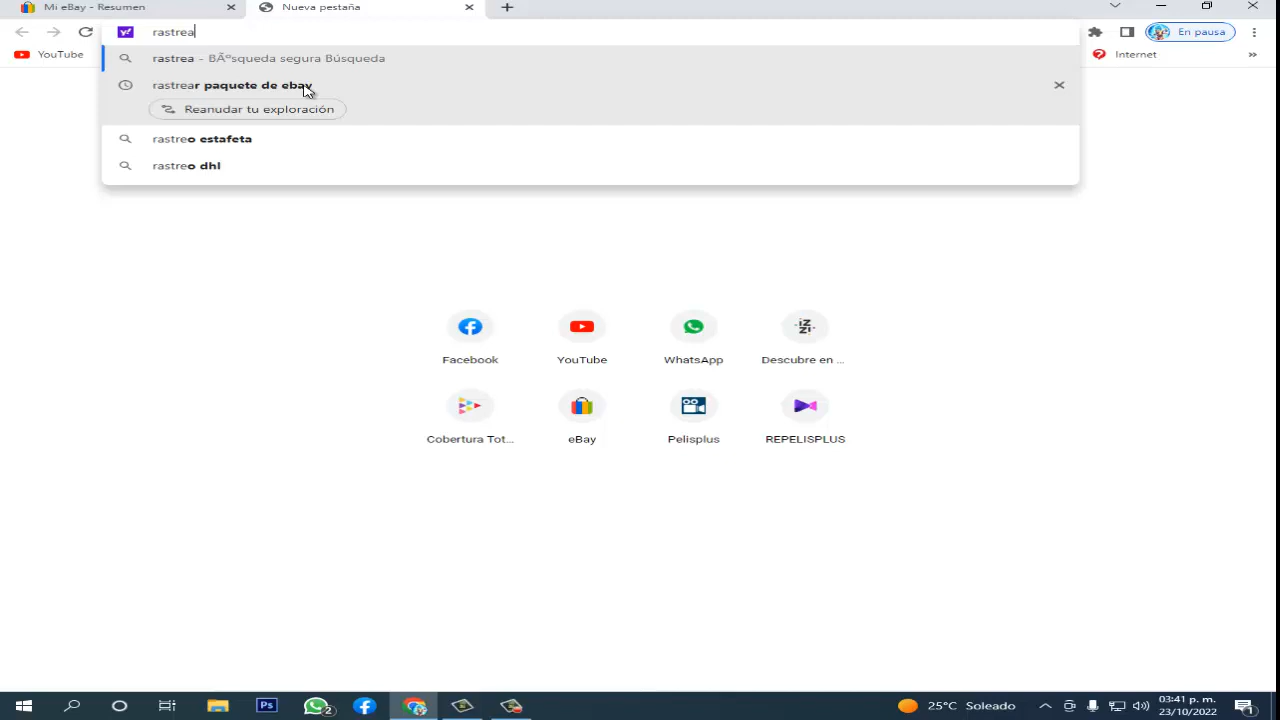 Mi eBay - Resumen
Nueva pestaña
rastrea
En pausa
YouTube
Internet
rastrea - BÃºsqueda segura Búsqueda
rastrear paquete de ebay
Reanudar tu exploración
rastreo estafeta
rastreo dhl
Facebook
YouTube
WhatsApp
Descubre en ...
Cobertura Tot...
eBay
Pelisplus
REPELISPLUS
25°C Soleado
03:41 p. m.
23/10/2022